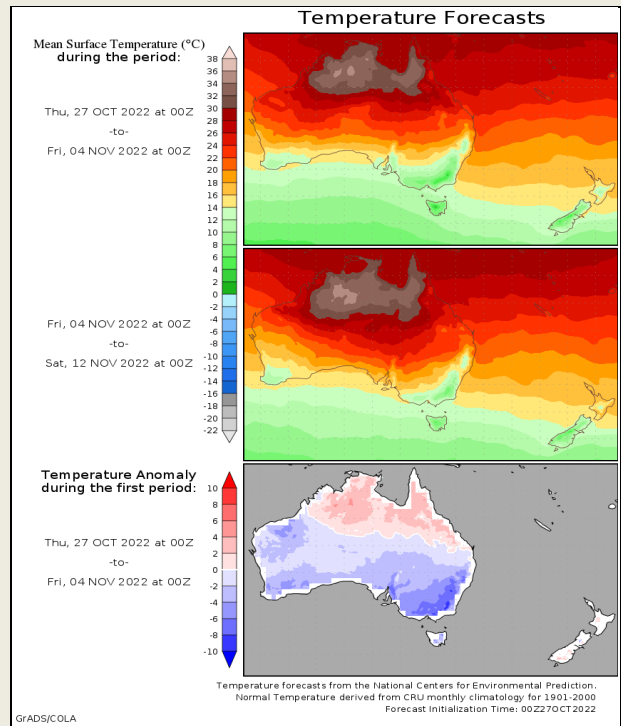 Temperature Forecasts
Mean Surface Temperature (°C)
during the period:
Thu, 27 OCT 2022 at 00Z
-to-
Fri, 04 NOV 2022 at 00Z
38
36
34
32
30
28
26
24
22
20
18
16
14
12
10
8
6
4
2
0
-2
-4
-6
-8
-10
-12
-14
-16
-18
-20
-22
Fri, 04 NOV 2022 at 00Z
-to-
Sat, 12 NOV 2022 at 00Z
Temperature Anomaly
during the first period:
Thu, 27 OCT 2022 at 00Z
-to-
Fri, 04 NOV 2022 at 00Z
10
8
6
4
2
0
-2
-4
-6
-8
-10
Temperature forecasts from the National Centers for Environmental Prediction.
Normal Temperature derived from CRU monthly climatology for 1901-2000
Forecast Initialization Time: 00Z27OCT2022
GrADS/COLA